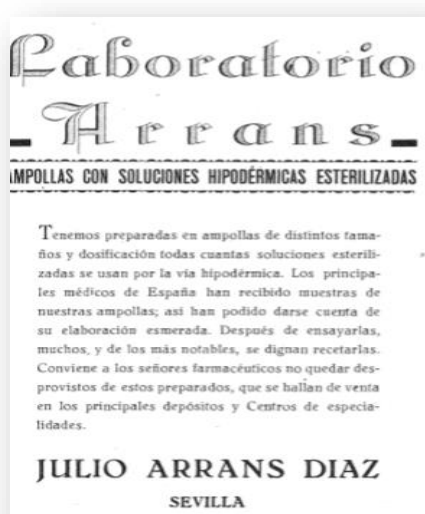 Laboratorio
Arrans
AMPOLLAS CON SOLUCIONES HIPODÉRMICAS ESTERILIZADAS
Tenemos preparadas en ampollas de distintos tama-
ños y dosificación todas cuantas soluciones esterili-
zadas se usan por la vía hipodérmica. Los principa-
les médicos de España han recibido muestras de
nuestras ampollas; así han podido darse cuenta de
su elaboración esmerada. Después de ensayarlas,
muchos, y de los más notables, se dignan recetarlas.
Conviene a los señores farmacéuticos no quedar des-
provistos de estos preparados, que se hallan de venta
en los principales depósitos y Centros de especia-
lidades.
JULIO ARRANS DIAZ
SEVILLA